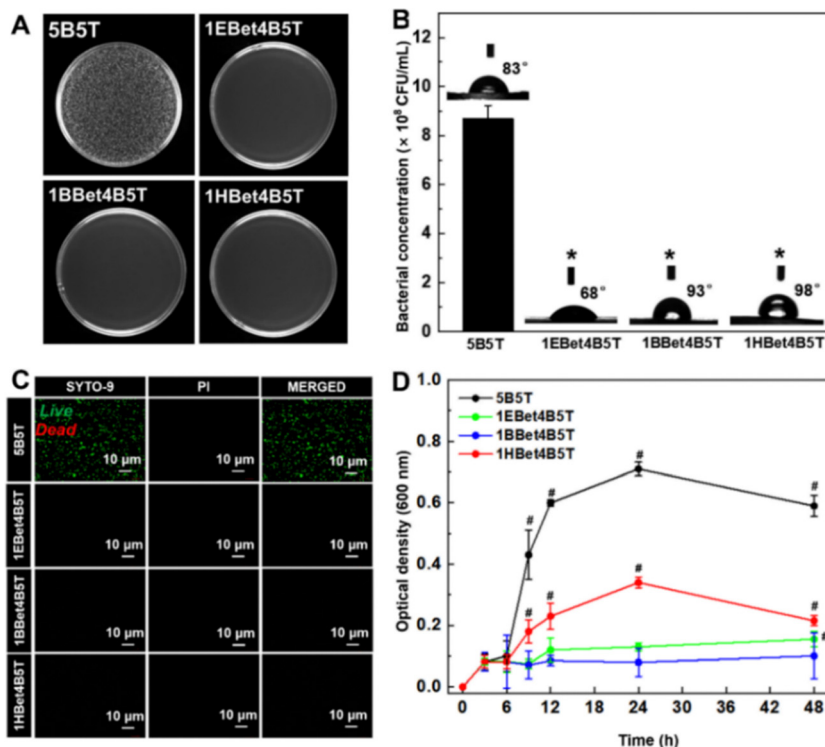 A
5B5T
1EBet4B5T
1BBet4B5T
1HBet4B5T
B
Bacterial concentration (× 10⁸ CFU/mL)
12
10
8
6
4
2
0
83°
*
68°
*
93°
*
98°
5B5T 1EBet4B5T 1BBet4B5T 1HBet4B5T
C
SYTO-9 PI MERGED
5B5T
Live
Dead
10 µm 10 µm 10 µm
1EBet4B5T
10 µm 10 µm 10 µm
1BBet4B5T
10 µm 10 µm 10 µm
1HBet4B5T
10 µm 10 µm 10 µm
D
Optical density (600 nm)
1.0
0.8
0.6
0.4
0.2
0.0
5B5T
1EBet4B5T
1BBet4B5T
1HBet4B5T
# # # #
# # # #
#
0 6 12 18 24 30 36 42 48
Time (h)